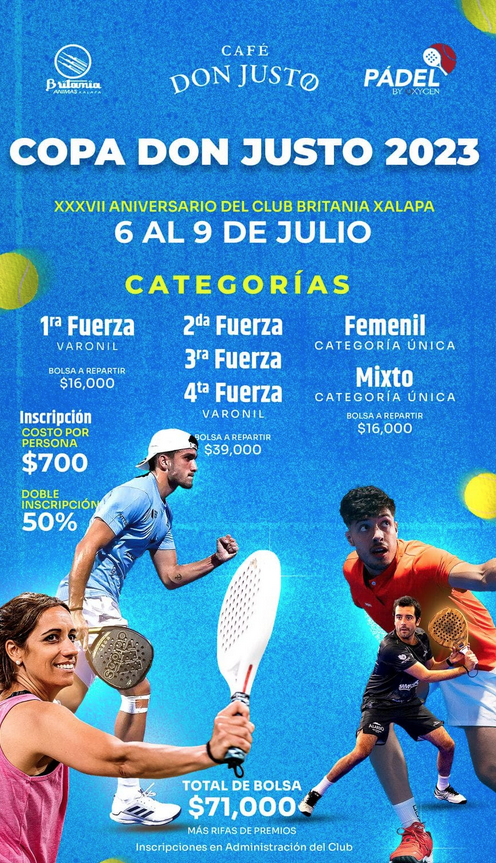 Britania
ANIMAS XALAPA
CAFÉ
DON JUSTO
PÁDEL
BY OXYGEN
COPA DON JUSTO 2023
XXXVII ANIVERSARIO DEL CLUB BRITANIA XALAPA
6 AL 9 DE JULIO
CATEGORÍAS
1ra Fuerza
VARONIL
BOLSA A REPARTIR
$16,000
2da Fuerza
3ra Fuerza
4ta Fuerza
VARONIL
BOLSA A REPARTIR
$39,000
Femenil
CATEGORÍA ÚNICA
Mixto
CATEGORÍA ÚNICA
BOLSA A REPARTIR
$16,000
Inscripción
COSTO POR
PERSONA
$700
DOBLE
INSCRIPCIÓN
50%
TOTAL DE BOLSA
$71,000
MÁS RIFAS DE PREMIOS
Inscripciones en Administración del Club